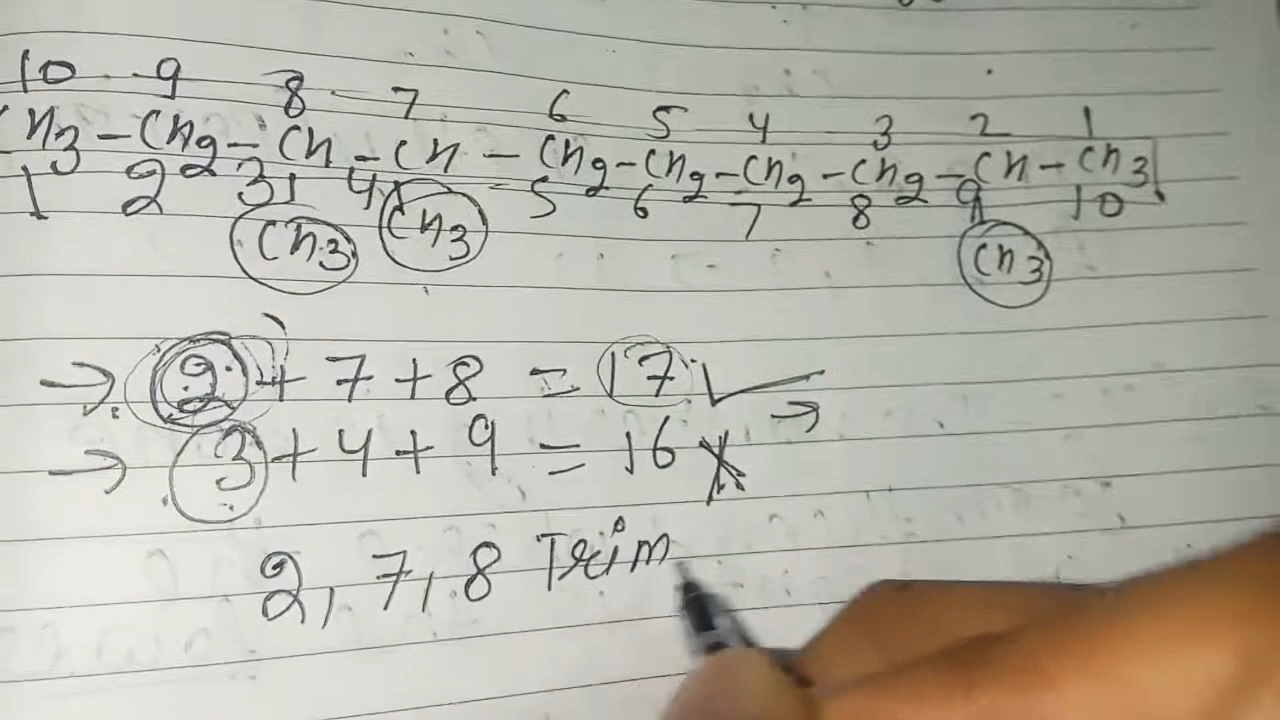 10 9 8 7 6 5 4 3 2 1
CH3 - CH2 - CH - CH - CH2 - CH2 - CH2 - CH2 - CH - CH3
1 2 3 4 5 6 7 8 9 10
CH3 CH3 CH3
→ 2 + 7 + 8 = 17 ✓ →
→ 3 + 4 + 9 = 16 ×
2, 7, 8 Trim